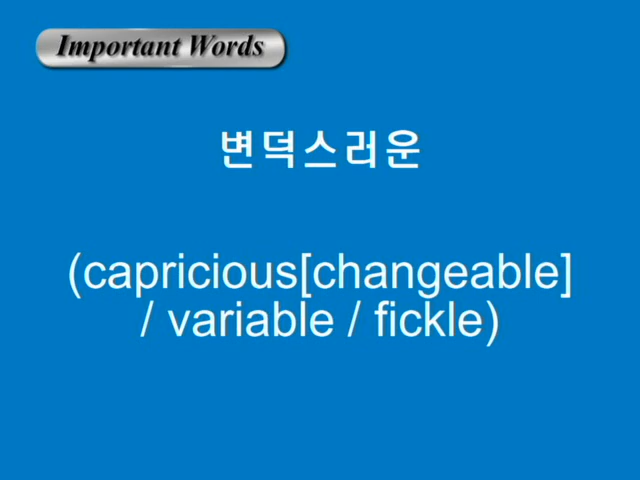 Important Words
변덕스러운
(capricious[changeable]
/ variable / fickle)